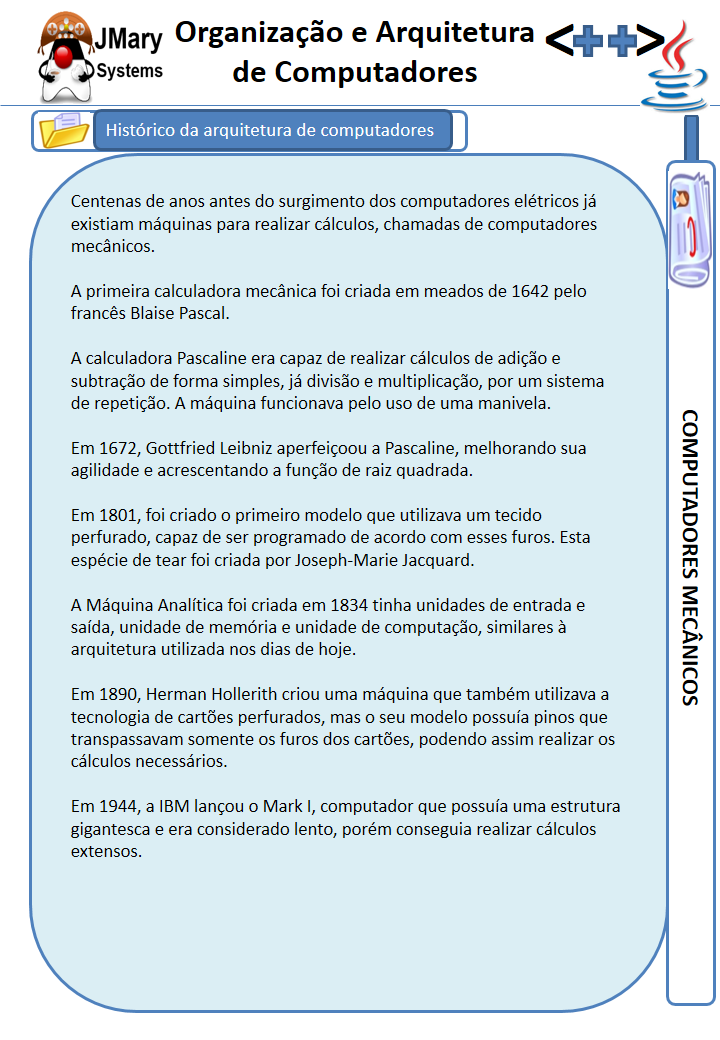 JMary
Systems
Organização e Arquitetura
de Computadores
<++>
Histórico da arquitetura de computadores
Centenas de anos antes do surgimento dos computadores elétricos já
existiam máquinas para realizar cálculos, chamadas de computadores
mecânicos.
A primeira calculadora mecânica foi criada em meados de 1642 pelo
francês Blaise Pascal.
A calculadora Pascaline era capaz de realizar cálculos de adição e
subtração de forma simples, já divisão e multiplicação, por um sistema
de repetição. A máquina funcionava pelo uso de uma manivela.
Em 1672, Gottfried Leibniz aperfeiçoou a Pascaline, melhorando sua
agilidade e acrescentando a função de raiz quadrada.
Em 1801, foi criado o primeiro modelo que utilizava um tecido
perfurado, capaz de ser programado de acordo com esses furos. Esta
espécie de tear foi criada por Joseph-Marie Jacquard.
A Máquina Analítica foi criada em 1834 tinha unidades de entrada e
saída, unidade de memória e unidade de computação, similares à
arquitetura utilizada nos dias de hoje.
Em 1890, Herman Hollerith criou uma máquina que também utilizava a
tecnologia de cartões perfurados, mas o seu modelo possuía pinos que
transpassavam somente os furos dos cartões, podendo assim realizar os
cálculos necessários.
Em 1944, a IBM lançou o Mark I, computador que possuía uma estrutura
gigantesca e era considerado lento, porém conseguia realizar cálculos
extensos.
COMPUTADORES MECÂNICOS